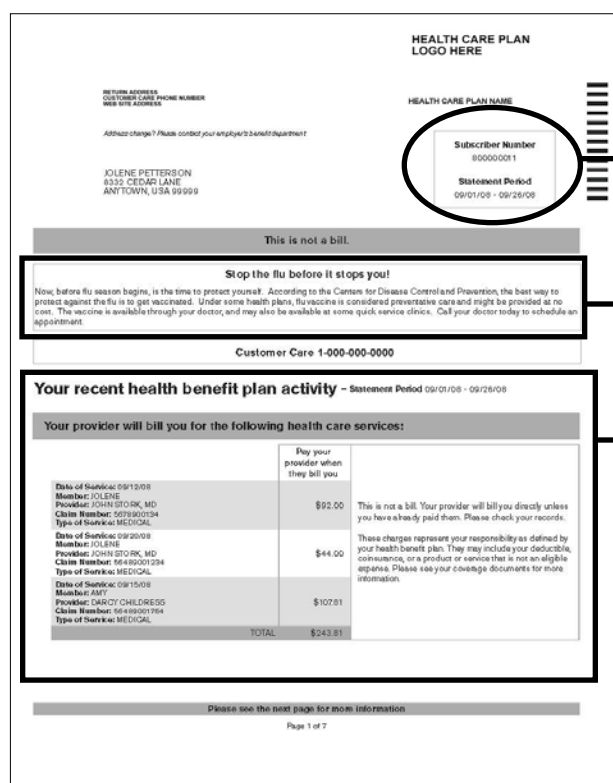 HEALTH CARE PLAN
LOGO HERE
RETURN ADDRESS
CUSTOMER CARE PHONE NUMBER
WEB SITE ADDRESS
HEALTH CARE PLAN NAME
Address change? Please contact your employer's benefit department
Subscriber Number
800000011
Statement Period
09/01/08 - 09/26/08
JOLENE PETTERSON
8332 CEDAR LANE
ANYTOWN, USA 99999
This is not a bill.
Stop the flu before it stops you!
Now, before flu season begins, is the time to protect yourself. According to the Centers for Disease Control and Prevention, the best way to
protect against the flu is to get vaccinated. Under some health plans, flu vaccine is considered preventative care and might be provided at no
cost. The vaccine is available through your doctor, and may also be available at some quick service clinics. Call your doctor today to schedule an
appointment.
Customer Care 1-000-000-0000
Your recent health benefit plan activity – Statement Period 09/01/08 - 09/26/08
Your provider will bill you for the following health care services:
Pay your
provider when
they bill you
Date of Service: 09/12/08
Member: JOLENE
Provider: JOHN STORK, MD
Claim Number: 5678900134
Type of Service: MEDICAL
$92.00
Date of Service: 09/20/08
Member: JOLENE
Provider: JOHN STORK, MD
Claim Number: 56489001234
Type of Service: MEDICAL
$44.00
Date of Service: 09/15/08
Member: AMY
Provider: DARCY CHILDRESS
Claim Number: 56489001764
Type of Service: MEDICAL
$107.81
TOTAL $243.81
This is not a bill. Your provider will bill you directly unless
you have already paid them. Please check your records.
These charges represent your responsibility as defined by
your health benefit plan. They may include your deductible,
coinsurance, or a product or service that is not an eligible
expense. Please see your coverage documents for more
information.
Please see the next page for more information
Page 1 of 7